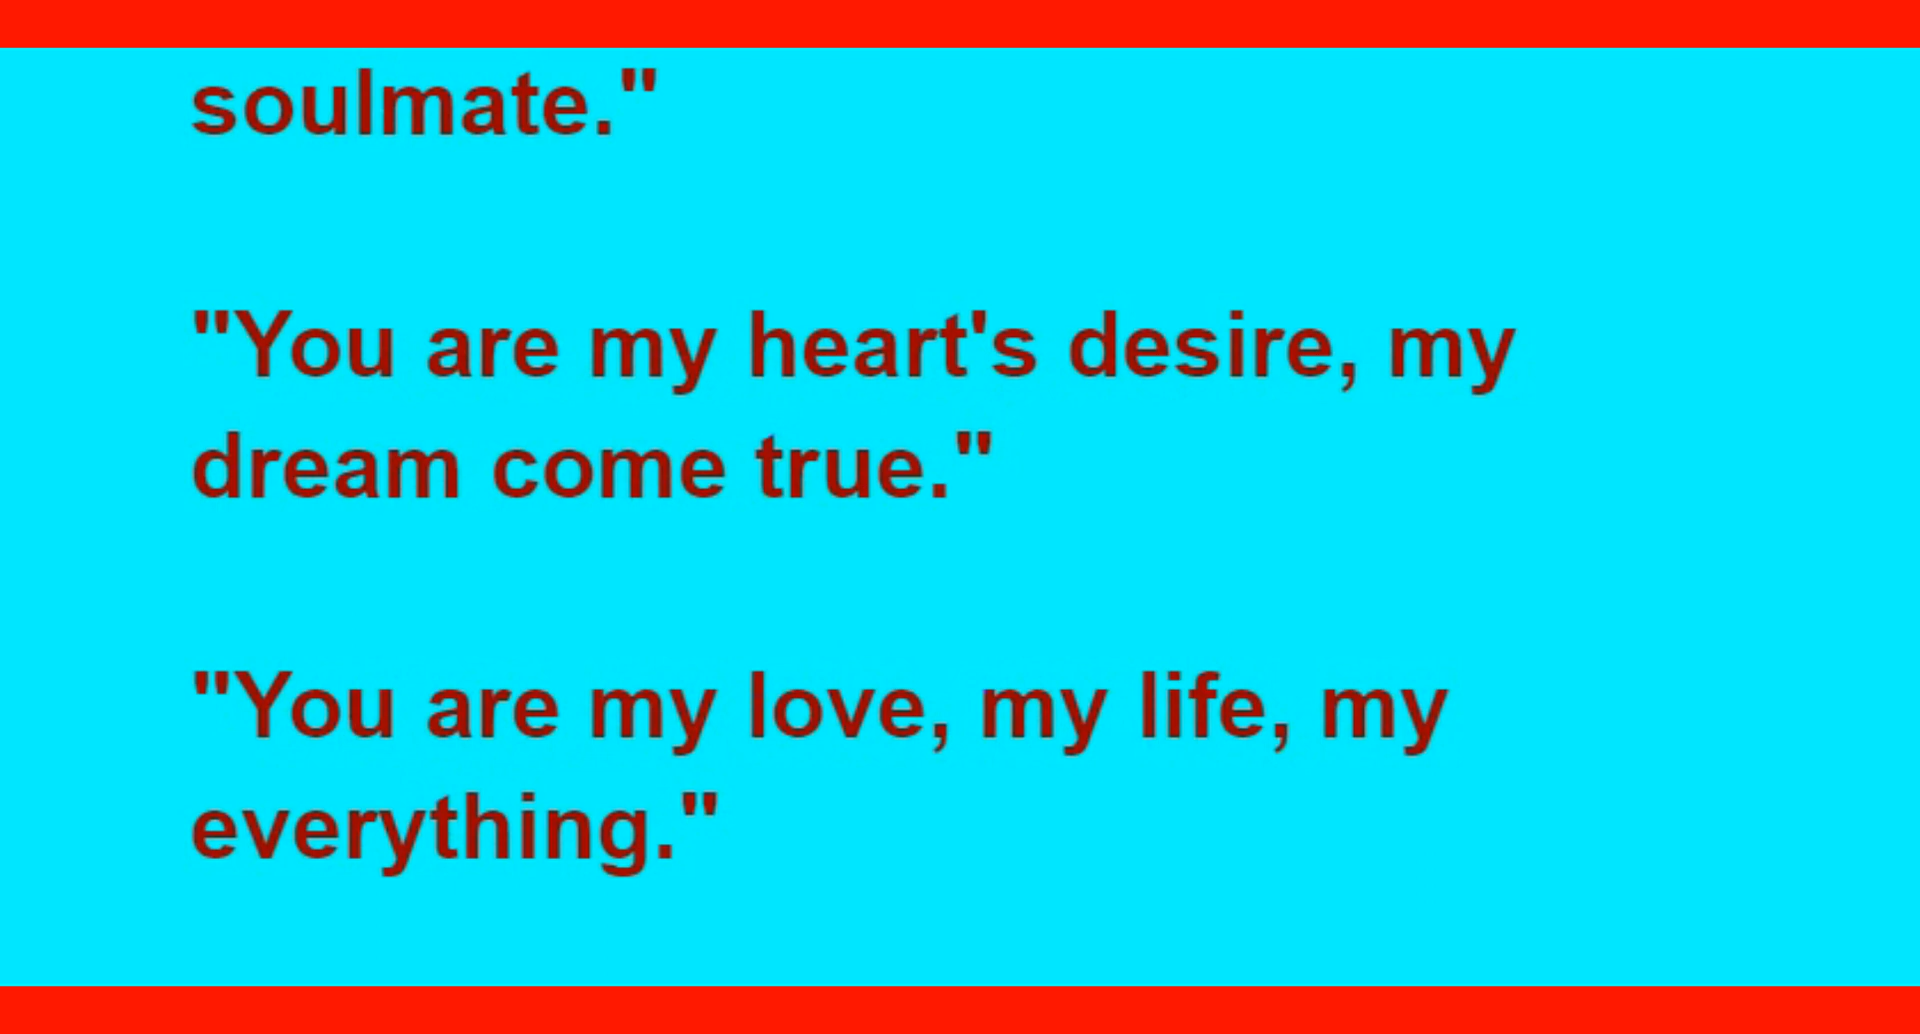 soulmate."
"You are my heart's desire, my
dream come true."
"You are my love, my life, my
everything."